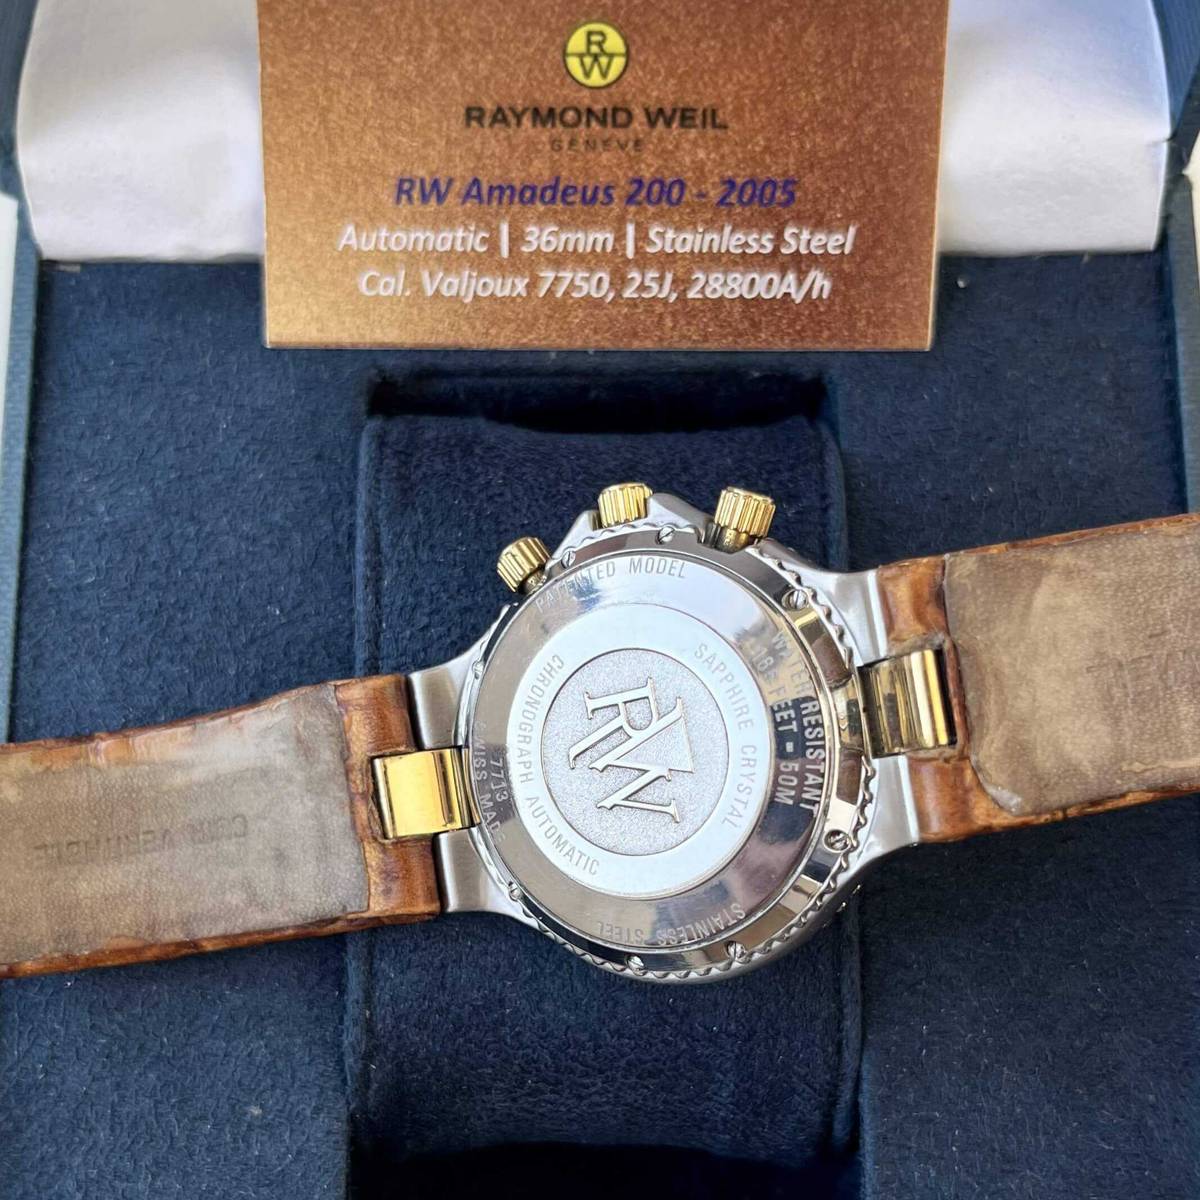 RW
RAYMOND WEIL
GENEVE
RW Amadeus 200 - 2005
Automatic | 36mm | Stainless Steel
Cal. Valjoux 7750, 25J, 28800A/h
PATENTED MODEL
WATER RESISTANT
FEET - 50M
STAINLESS STEEL
SWISS MADE
7713
SAPPHIRE CRYSTAL
CHRONOGRAPH AUTOMATIC
RW